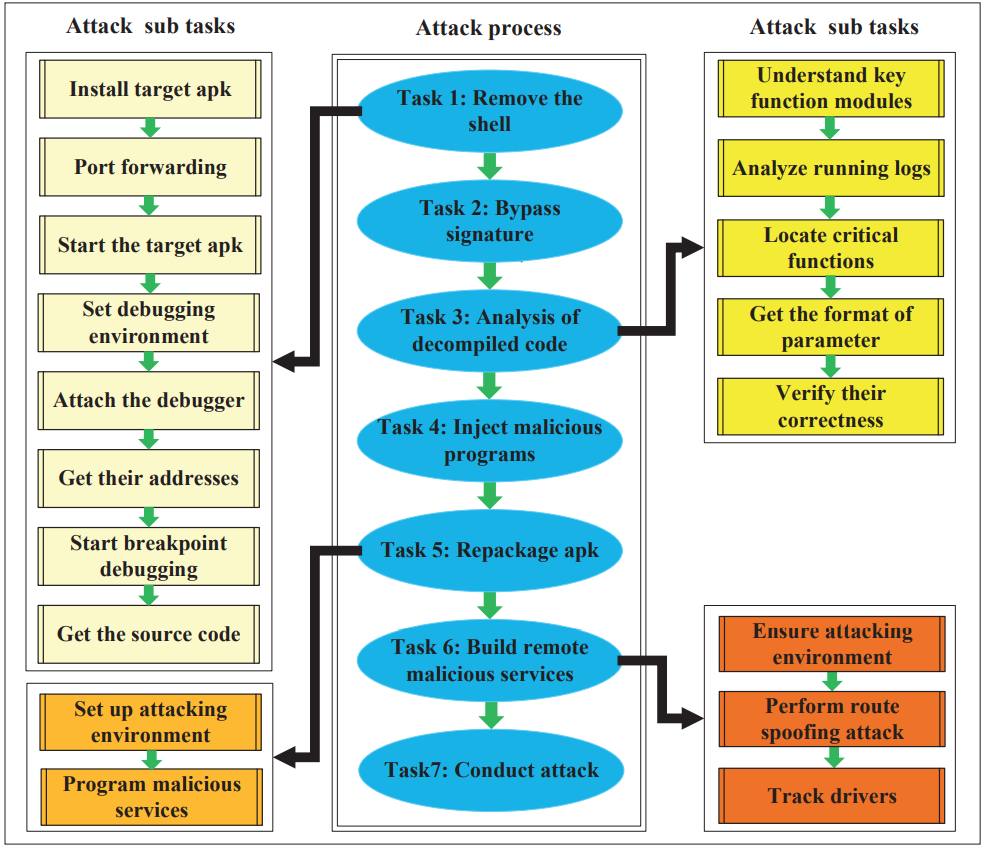 Attack sub tasks
Install target apk
Port forwarding
Start the target apk
Set debugging
environment
Attach the debugger
Get their addresses
Start breakpoint
debugging
Get the source code
Set up attacking
environment
Program malicious
services
Attack process
Task 1: Remove the
shell
Task 2: Bypass
signature
Task 3: Analysis of
decompiled code
Task 4: Inject malicious
programs
Task 5: Repackage apk
Task 6: Build remote
malicious services
Task7: Conduct attack
Attack sub tasks
Understand key
function modules
Analyze running logs
Locate critical
functions
Get the format of
parameter
Verify their
correctness
Ensure attacking
environment
Perform route
spoofing attack
Track drivers